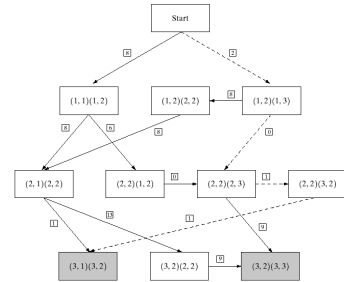 Start
8
2
(1, 1)(1, 2)
(1, 2)(2, 2)
8
(1, 2)(1, 3)
8
6
8
0
(2, 1)(2, 2)
(2, 2)(1, 2)
0
(2, 2)(2, 3)
1
(2, 2)(3, 2)
1
13
1
9
(3, 1)(3, 2)
(3, 2)(2, 2)
9
(3, 2)(3, 3)